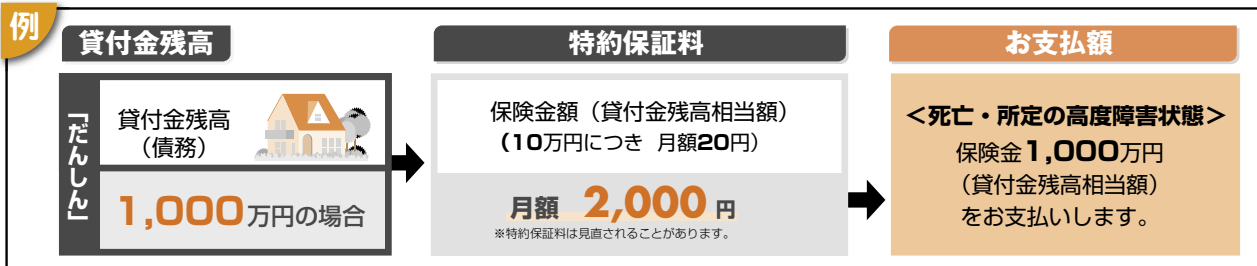 例
貸付金残高
「だんしん」
貸付金残高
（債務）
1,000万円の場合
特約保証料
保険金額（貸付金残高相当額）
（10万円につき 月額20円）
月額 2,000円
※特約保証料は見直されることがあります。
お支払額
＜死亡・所定の高度障害状態＞
保険金1,000万円
（貸付金残高相当額）
をお支払いします。